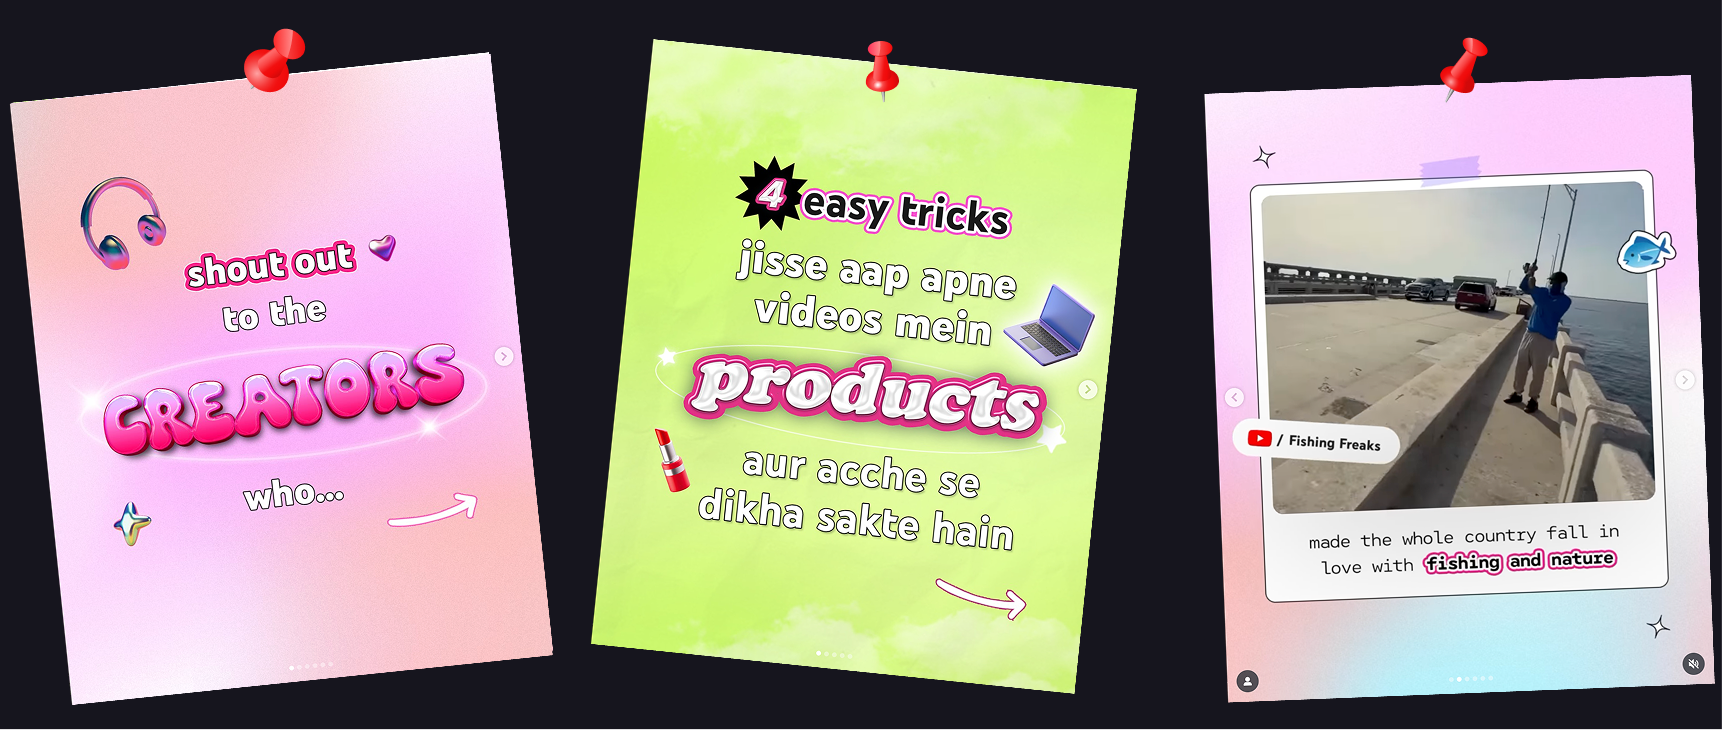 shout out
to the
CREATORS
who...
4 easy tricks
jisse aap apne
videos mein
products
aur acche se
dikha sakte hain
/ Fishing Freaks
made the whole country fall in
love with fishing and nature